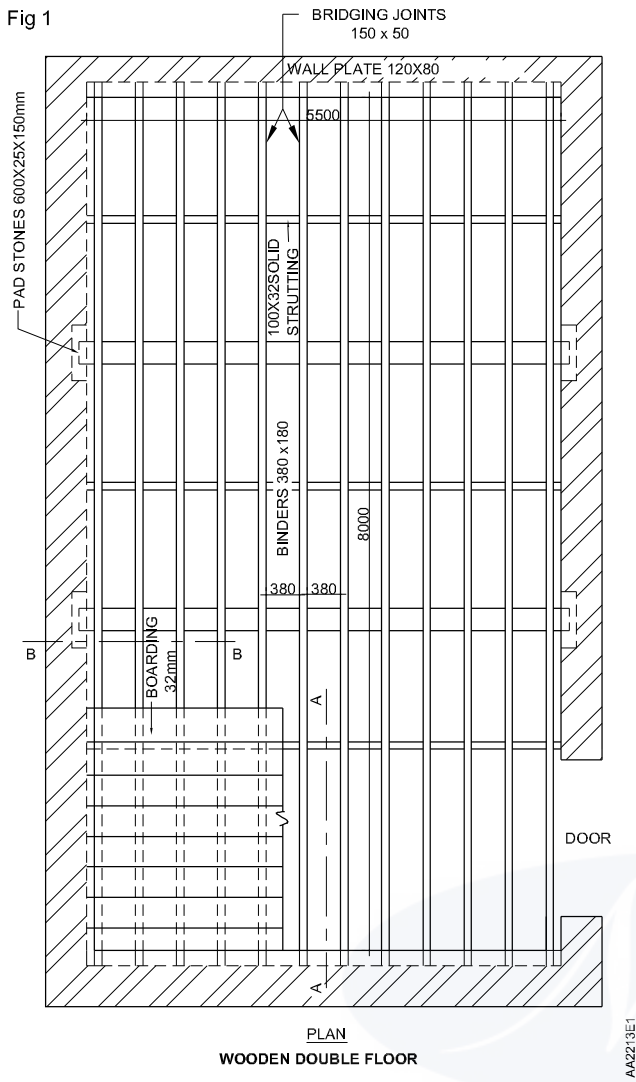 Fig 1
BRIDGING JOINTS
150 x 50
WALL PLATE 120X80
5500
PAD STONES 600X25X150mm
100X32SOLID
STRUTTING
BINDERS 380 x180
8000
380
380
B
B
BOARDING
32mm
A
A
DOOR
PLAN
WOODEN DOUBLE FLOOR
AA2213E1